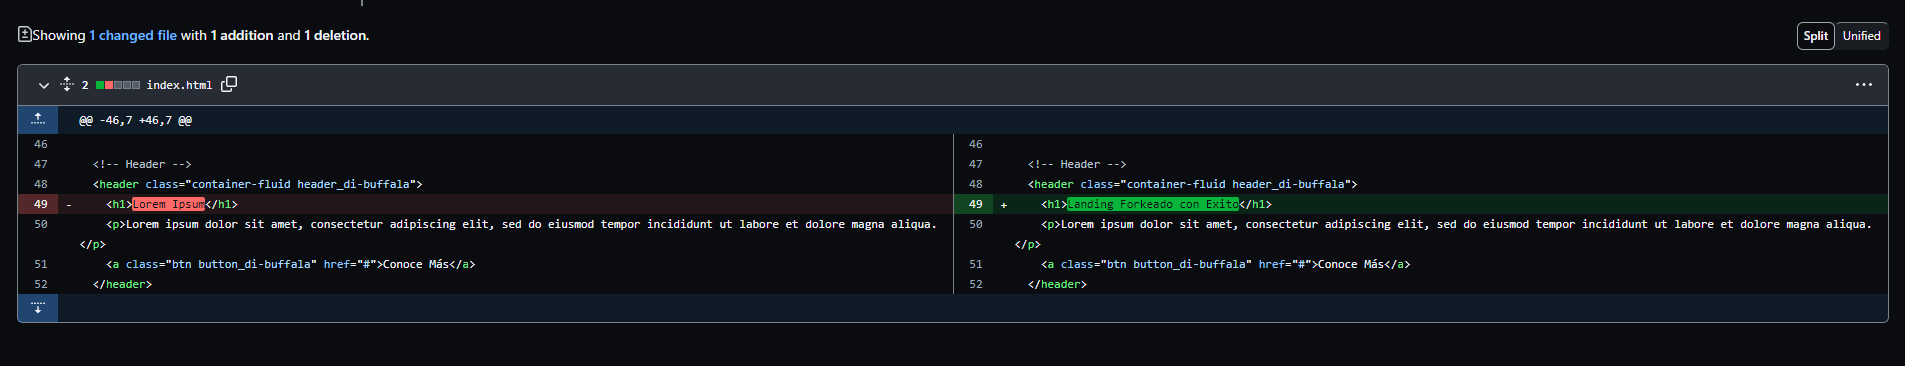 Showing 1 changed file with 1 addition and 1 deletion.
Split Unified
2 index.html
@@ -46,7 +46,7 @@
46
47 <!-- Header -->
48 <header class="container-fluid header_di-buffala">
49 - <h1>Lorem Ipsum</h1>
50 <p>Lorem ipsum dolor sit amet, consectetur adipiscing elit, sed do eiusmod tempor incididunt ut labore et dolore magna aliqua.
</p>
51 <a class="btn button_di-buffala" href="#">Conoce Más</a>
52 </header>
46
47 <!-- Header -->
48 <header class="container-fluid header_di-buffala">
49 + <h1>Landing Forkeado con Exito</h1>
50 <p>Lorem ipsum dolor sit amet, consectetur adipiscing elit, sed do eiusmod tempor incididunt ut labore et dolore magna aliqua.
</p>
51 <a class="btn button_di-buffala" href="#">Conoce Más</a>
52 </header>